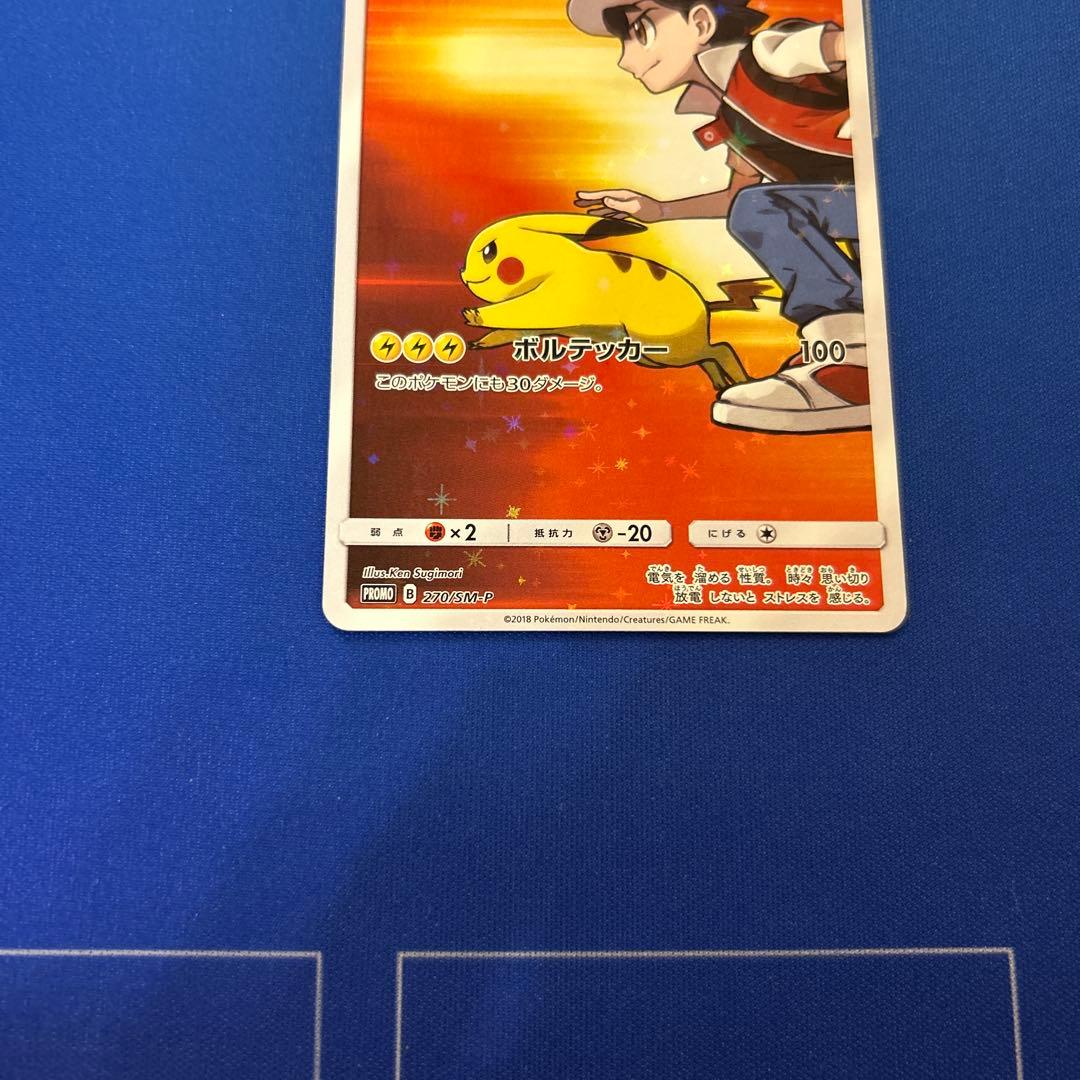 ボルテッカー 100
このポケモンにも30ダメージ。
弱点 ×2 抵抗力 -20 にげる
Illus.Ken Sugimori
PROMO B 270/SM-P
電気を 溜める 性質。 時々 思い切り
放電 しないと ストレスを 感じる。
©2018 Pokémon/Nintendo/Creatures/GAME FREAK.